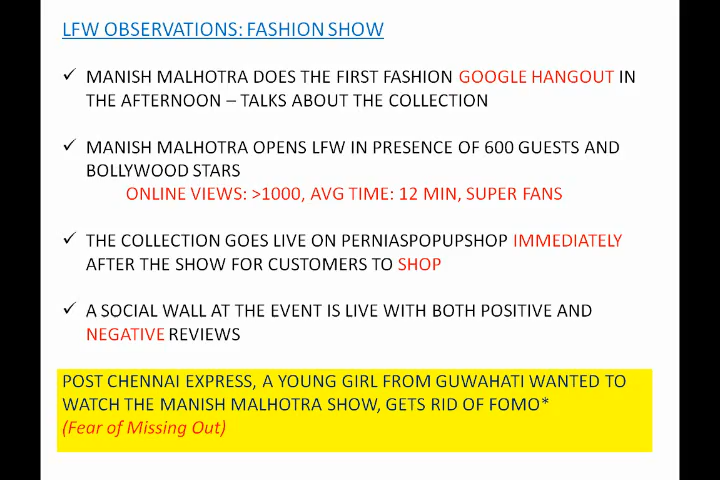 LFW OBSERVATIONS: FASHION SHOW
✓ MANISH MALHOTRA DOES THE FIRST FASHION GOOGLE HANGOUT IN
THE AFTERNOON – TALKS ABOUT THE COLLECTION
✓ MANISH MALHOTRA OPENS LFW IN PRESENCE OF 600 GUESTS AND
BOLLYWOOD STARS
ONLINE VIEWS: >1000, AVG TIME: 12 MIN, SUPER FANS
✓ THE COLLECTION GOES LIVE ON PERNIASPOPUPSHOP IMMEDIATELY
AFTER THE SHOW FOR CUSTOMERS TO SHOP
✓ A SOCIAL WALL AT THE EVENT IS LIVE WITH BOTH POSITIVE AND
NEGATIVE REVIEWS
POST CHENNAI EXPRESS, A YOUNG GIRL FROM GUWAHATI WANTED TO
WATCH THE MANISH MALHOTRA SHOW, GETS RID OF FOMO*
(Fear of Missing Out)